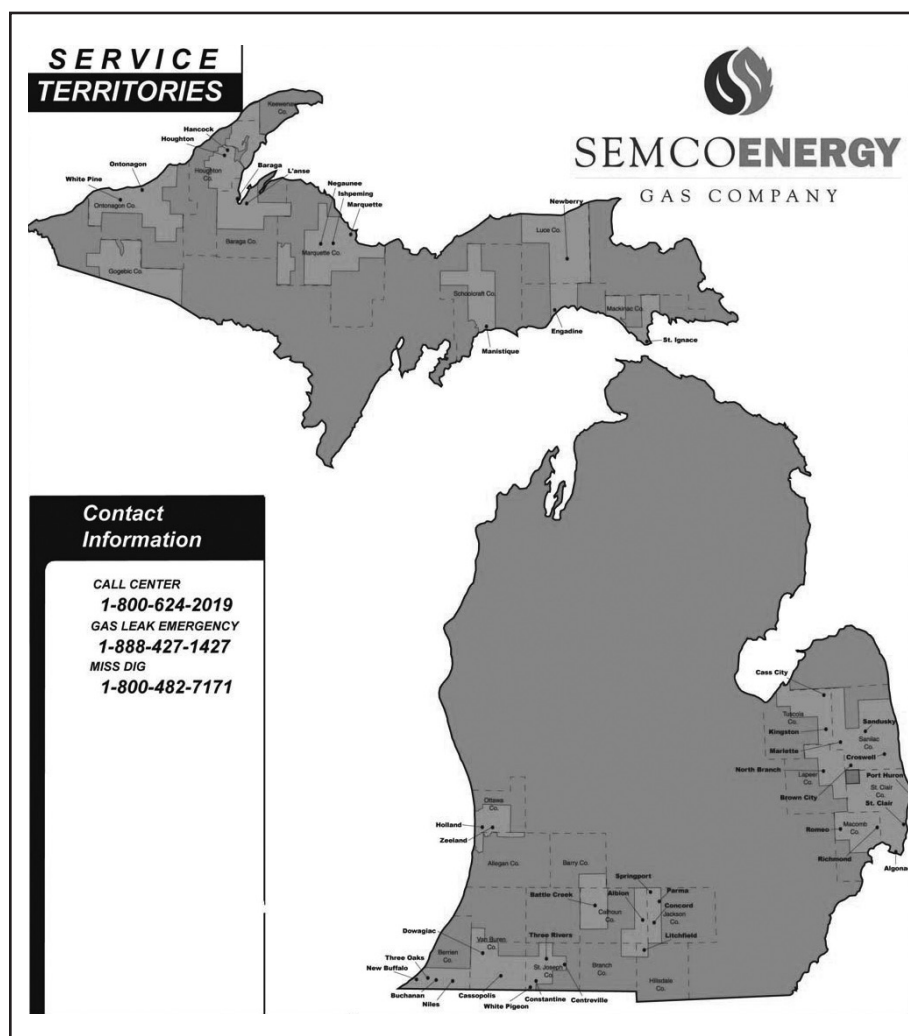 SERVICE
TERRITORIES
SEMCOENERGY
GAS COMPANY
Keweenaw
Co.
Hancock
Houghton
Houghton
Co.
Ontonagon
White Pine
Ontonagon Co.
Baraga
L'anse
Negaunee
Ishpeming
Marquette
Baraga Co.
Marquette Co.
Gogebic Co.
Newberry
Luce Co.
Schoolcraft Co.
Mackinac Co.
Engadine
St. Ignace
Manistique
Contact
Information
CALL CENTER
1-800-624-2019
GAS LEAK EMERGENCY
1-888-427-1427
MISS DIG
1-800-482-7171
Cass City
Tuscola
Co.
Kingston
Sandusky
Sanilac
Co.
Marlette
Croswell
North Branch
Lapeer
Co.
Port Huron
Brown City
St. Clair
Co.
St. Clair
Romeo
Macomb
Co.
Richmond
Algonac
Ottawa
Co.
Holland
Zeeland
Allegan Co.
Barry Co.
Springport
Parma
Battle Creek
Albion
Concord
Calhoun
Co.
Jackson
Co.
Litchfield
Dowagiac
Van Buren
Co.
Three Rivers
Berrien
Co.
Three Oaks
New Buffalo
St. Joseph
Co.
Branch
Co.
Hillsdale
Co.
Buchanan
Niles
Cassopolis
White Pigeon
Constantine
Centreville